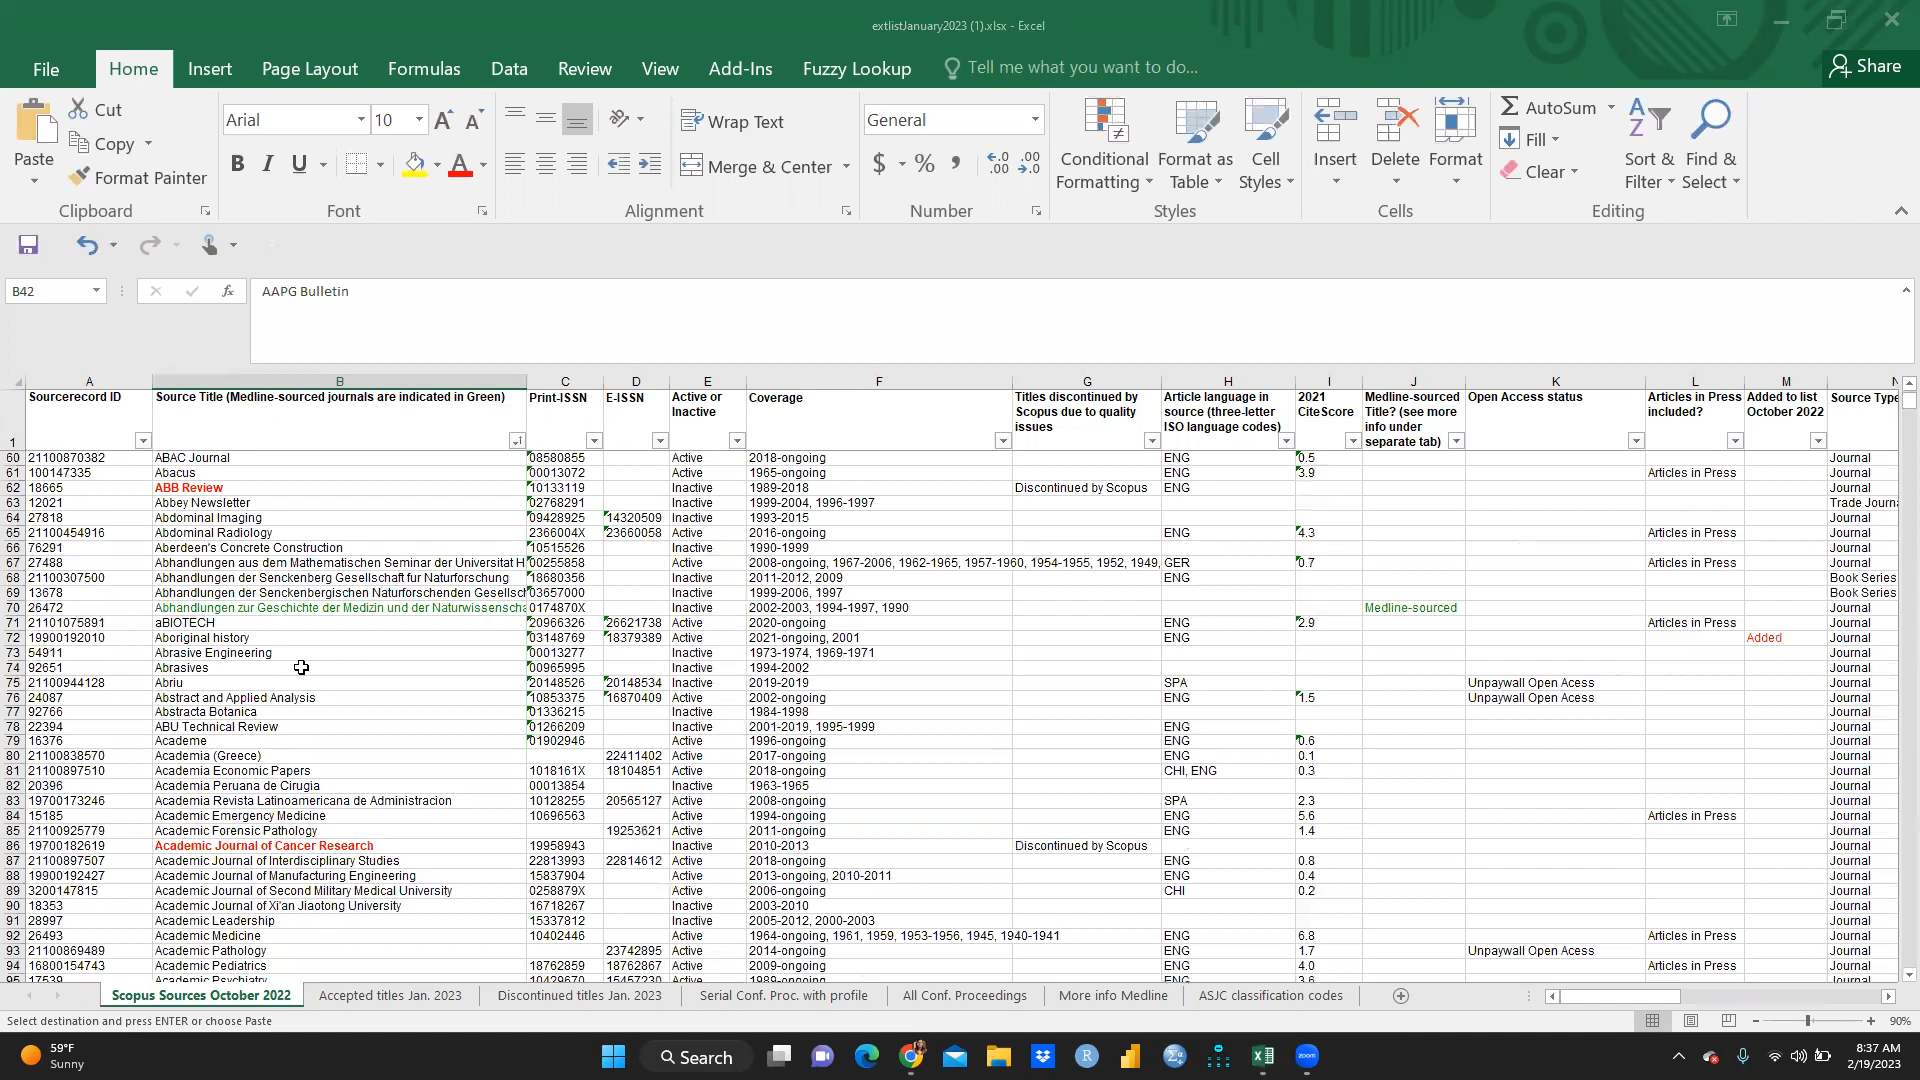 extlistJanuary2023 (1).xlsx - Excel
File Home Insert Page Layout Formulas Data Review View Add-Ins Fuzzy Lookup Tell me what you want to do... Share
Cut
Copy
Format Painter
Paste
Clipboard
Arial 10
B I U
Font
Wrap Text
Merge & Center
Alignment
General
$ %
Number
Conditional Formatting
Format as Table
Cell Styles
Styles
Insert
Delete
Format
Cells
AutoSum
Fill
Clear
Sort & Filter
Find & Select
Editing
B42 fx AAPG Bulletin
A B C D E F G H I J K L M N
1 Sourcerecord ID Source Title (Medline-sourced journals are indicated in Green) Print-ISSN E-ISSN Active or Inactive Coverage Titles discontinued by Scopus due to quality issues Article language in source (three-letter ISO language codes) 2021 CiteScore Medline-sourced Title? (see more info under separate tab) Open Access status Articles in Press included? Added to list October 2022 Source Type
60 21100870382 ABAC Journal 08580855 Active 2018-ongoing ENG 0.5 Journal
61 100147335 Abacus 00013072 Active 1965-ongoing ENG 3.9 Articles in Press Journal
62 18665 ABB Review 10133119 Inactive 1989-2018 Discontinued by Scopus ENG Journal
63 12021 Abbey Newsletter 02768291 Inactive 1999-2004, 1996-1997 Trade Journa
64 27818 Abdominal Imaging 09428925 14320509 Inactive 1993-2015 Journal
65 21100454916 Abdominal Radiology 2366004X 23660058 Active 2016-ongoing ENG 4.3 Articles in Press Journal
66 76291 Aberdeen's Concrete Construction 10515526 Inactive 1990-1999 Journal
67 27488 Abhandlungen aus dem Mathematischen Seminar der Universitat H 00255858 Active 2008-ongoing, 1967-2006, 1962-1965, 1957-1960, 1954-1955, 1952, 1949, GER 0.7 Articles in Press Journal
68 21100307500 Abhandlungen der Senckenberg Gesellschaft fur Naturforschung 18680356 Inactive 2011-2012, 2009 ENG Book Series
69 13678 Abhandlungen der Senckenbergischen Naturforschenden Gesellsc 03657000 Inactive 1999-2006, 1997 Book Series
70 26472 Abhandlungen zur Geschichte der Medizin und der Naturwissenscha 0174870X Inactive 2002-2003, 1994-1997, 1990 Medline-sourced Journal
71 21101075891 aBIOTECH 20966326 26621738 Active 2020-ongoing ENG 2.9 Articles in Press Journal
72 19900192010 Aboriginal history 03148769 18379389 Active 2021-ongoing, 2001 ENG Added Journal
73 54911 Abrasive Engineering 00013277 Inactive 1973-1974, 1969-1971 Journal
74 92651 Abrasives 00965995 Inactive 1994-2002 Journal
75 21100944128 Abriu 20148526 20148534 Inactive 2019-2019 SPA Unpaywall Open Acess Journal
76 24087 Abstract and Applied Analysis 10853375 16870409 Active 2002-ongoing ENG 1.5 Unpaywall Open Acess Journal
77 92766 Abstracta Botanica 01336215 Inactive 1984-1998 Journal
78 22394 ABU Technical Review 01266209 Inactive 2001-2019, 1995-1999 ENG Journal
79 16376 Academe 01902946 Active 1996-ongoing ENG 0.6 Journal
80 21100838570 Academia (Greece) 22411402 Active 2017-ongoing ENG 0.1 Journal
81 21100897510 Academia Economic Papers 1018161X 18104851 Active 2018-ongoing CHI, ENG 0.3 Journal
82 20396 Academia Peruana de Cirugia 00013854 Inactive 1963-1965 Journal
83 19700173246 Academia Revista Latinoamericana de Administracion 10128255 20565127 Active 2008-ongoing SPA 2.3 Journal
84 15185 Academic Emergency Medicine 10696563 Active 1994-ongoing ENG 5.6 Articles in Press Journal
85 21100925779 Academic Forensic Pathology 19253621 Active 2011-ongoing ENG 1.4 Journal
86 19700182619 Academic Journal of Cancer Research 19958943 Inactive 2010-2013 Discontinued by Scopus ENG Journal
87 21100897507 Academic Journal of Interdisciplinary Studies 22813993 22814612 Active 2018-ongoing ENG 0.8 Journal
88 19900192427 Academic Journal of Manufacturing Engineering 15837904 Active 2013-ongoing, 2010-2011 ENG 0.4 Journal
89 3200147815 Academic Journal of Second Military Medical University 0258879X Active 2006-ongoing CHI 0.2 Journal
90 18353 Academic Journal of Xi'an Jiaotong University 16718267 Inactive 2003-2010 Journal
91 28997 Academic Leadership 15337812 Inactive 2005-2012, 2000-2003 Journal
92 26493 Academic Medicine 10402446 Active 1964-ongoing, 1961, 1959, 1953-1956, 1945, 1940-1941 ENG 6.8 Articles in Press Journal
93 21100869489 Academic Pathology 23742895 Active 2014-ongoing ENG 1.7 Unpaywall Open Acess Journal
94 16800154743 Academic Pediatrics 18762859 18762867 Active 2009-ongoing ENG 4.0 Articles in Press Journal
95 17539 Academic Psychiatry 10429670 15457230 Active 1989-ongoing ENG 3.6 Articles in Press Journal
Scopus Sources October 2022 Accepted titles Jan. 2023 Discontinued titles Jan. 2023 Serial Conf. Proc. with profile All Conf. Proceedings More info Medline ASJC classification codes
Select destination and press ENTER or choose Paste 90%
59°F
Sunny
Search
zoom
8:37 AM
2/19/2023